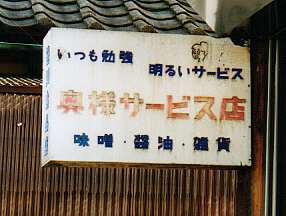 いつも勉強
明るいサービス
奥様サービス店
味噌・醤油・雑貨